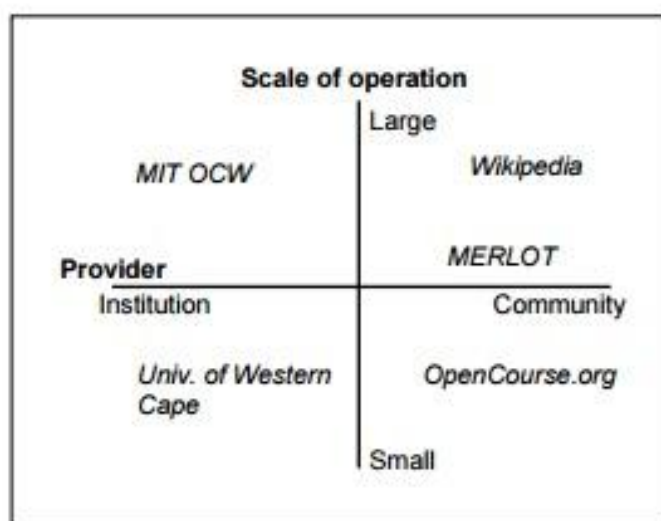 Scale of operation
Large
MIT OCW
Wikipedia
MERLOT
Provider
Institution
Community
Univ. of Western
Cape
OpenCourse.org
Small